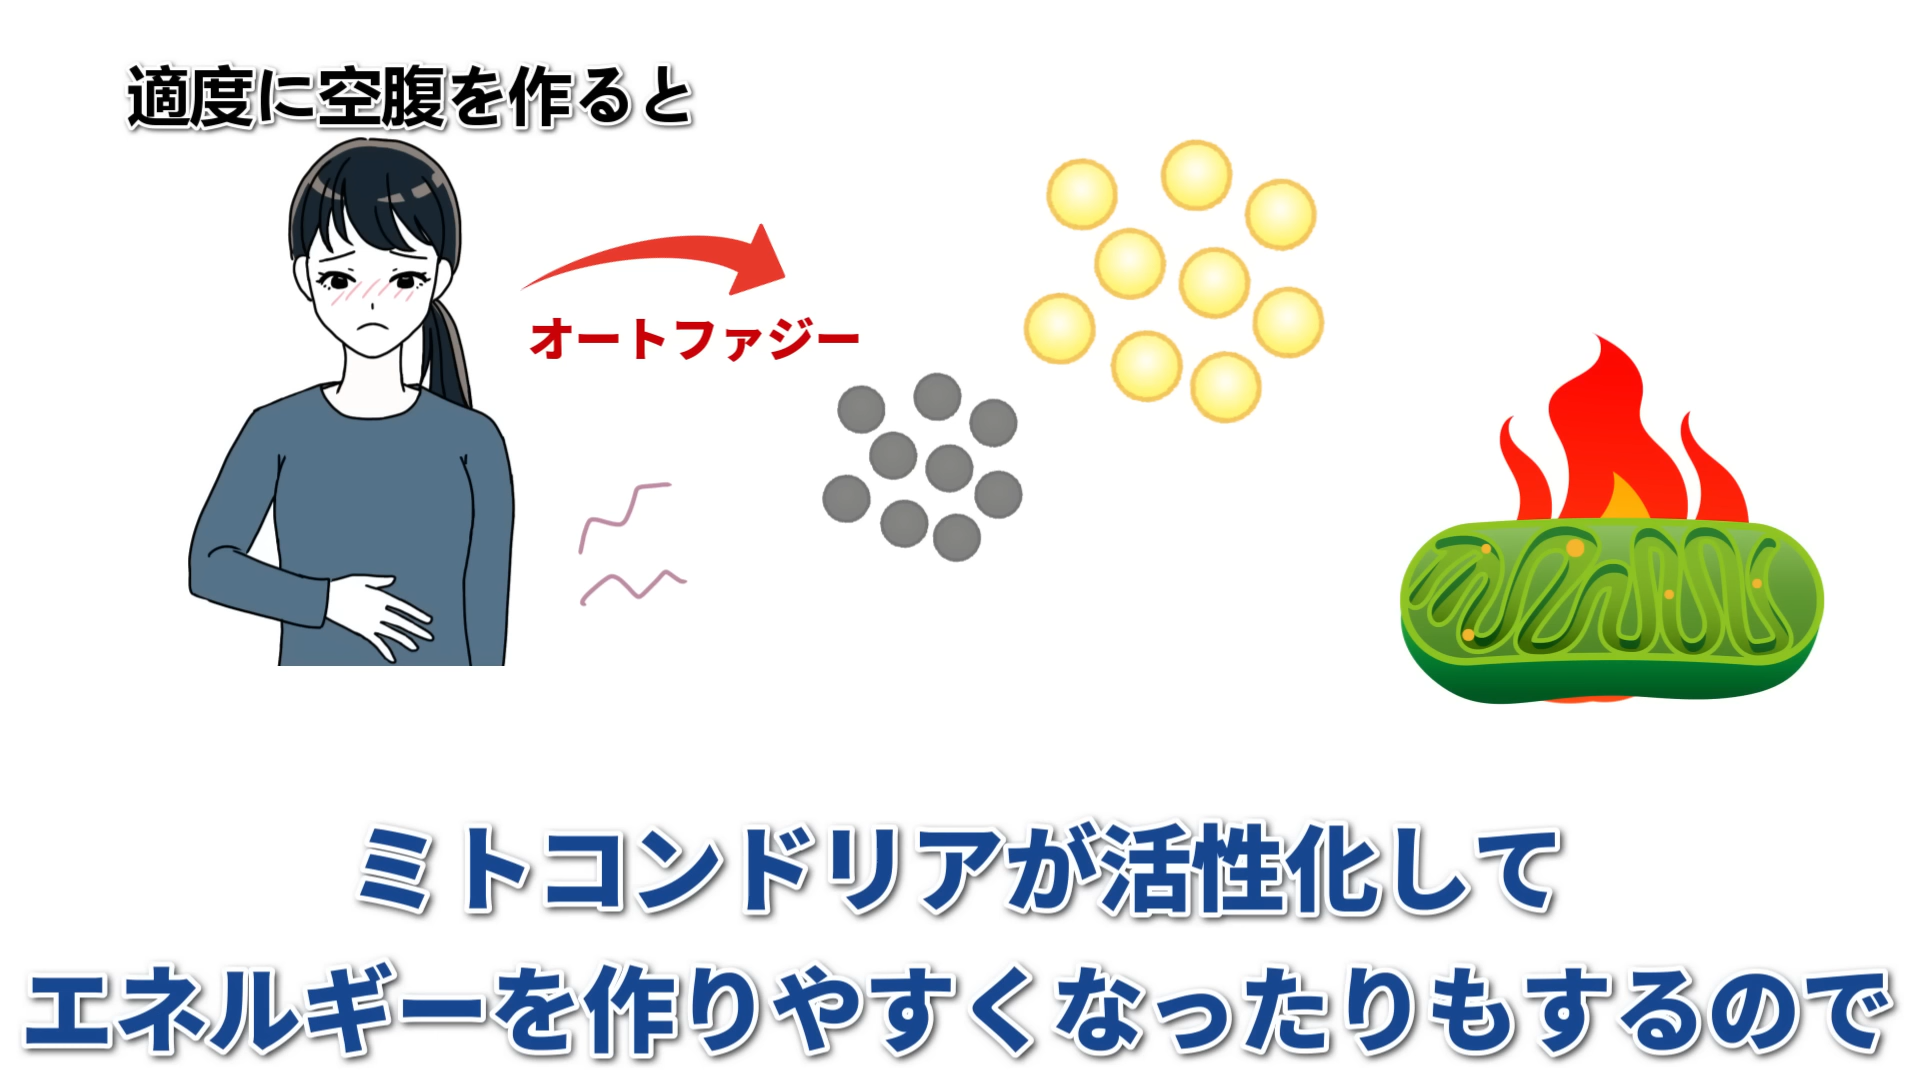 適度に空腹を作ると
オートファジー
ミトコンドリアが活性化して
エネルギーを作りやすくなったりもするので